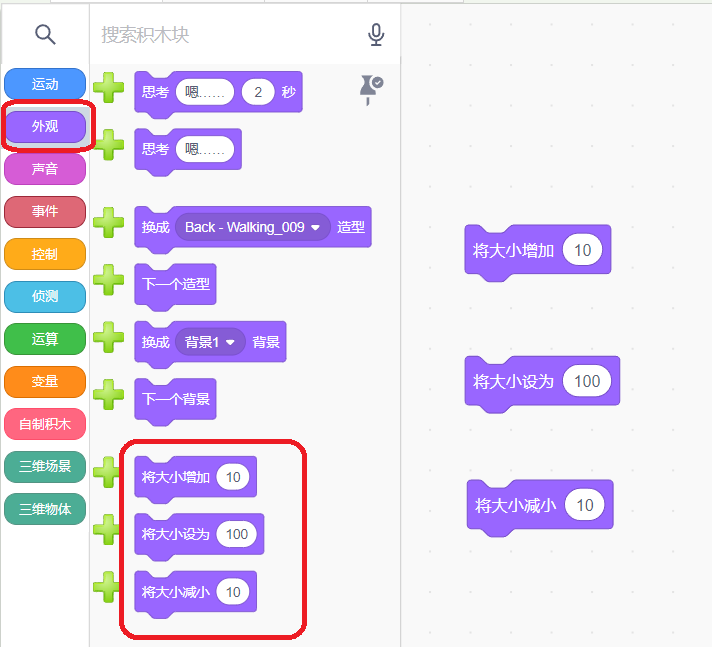 搜索积木块
运动
外观
声音
事件
控制
侦测
运算
变量
自制积木
三维场景
三维物体
思考 嗯…… 2 秒
思考 嗯……
换成 Back - Walking_009 造型
下一个造型
换成 背景1 背景
下一个背景
将大小增加 10
将大小设为 100
将大小减小 10
将大小增加 10
将大小设为 100
将大小减小 10